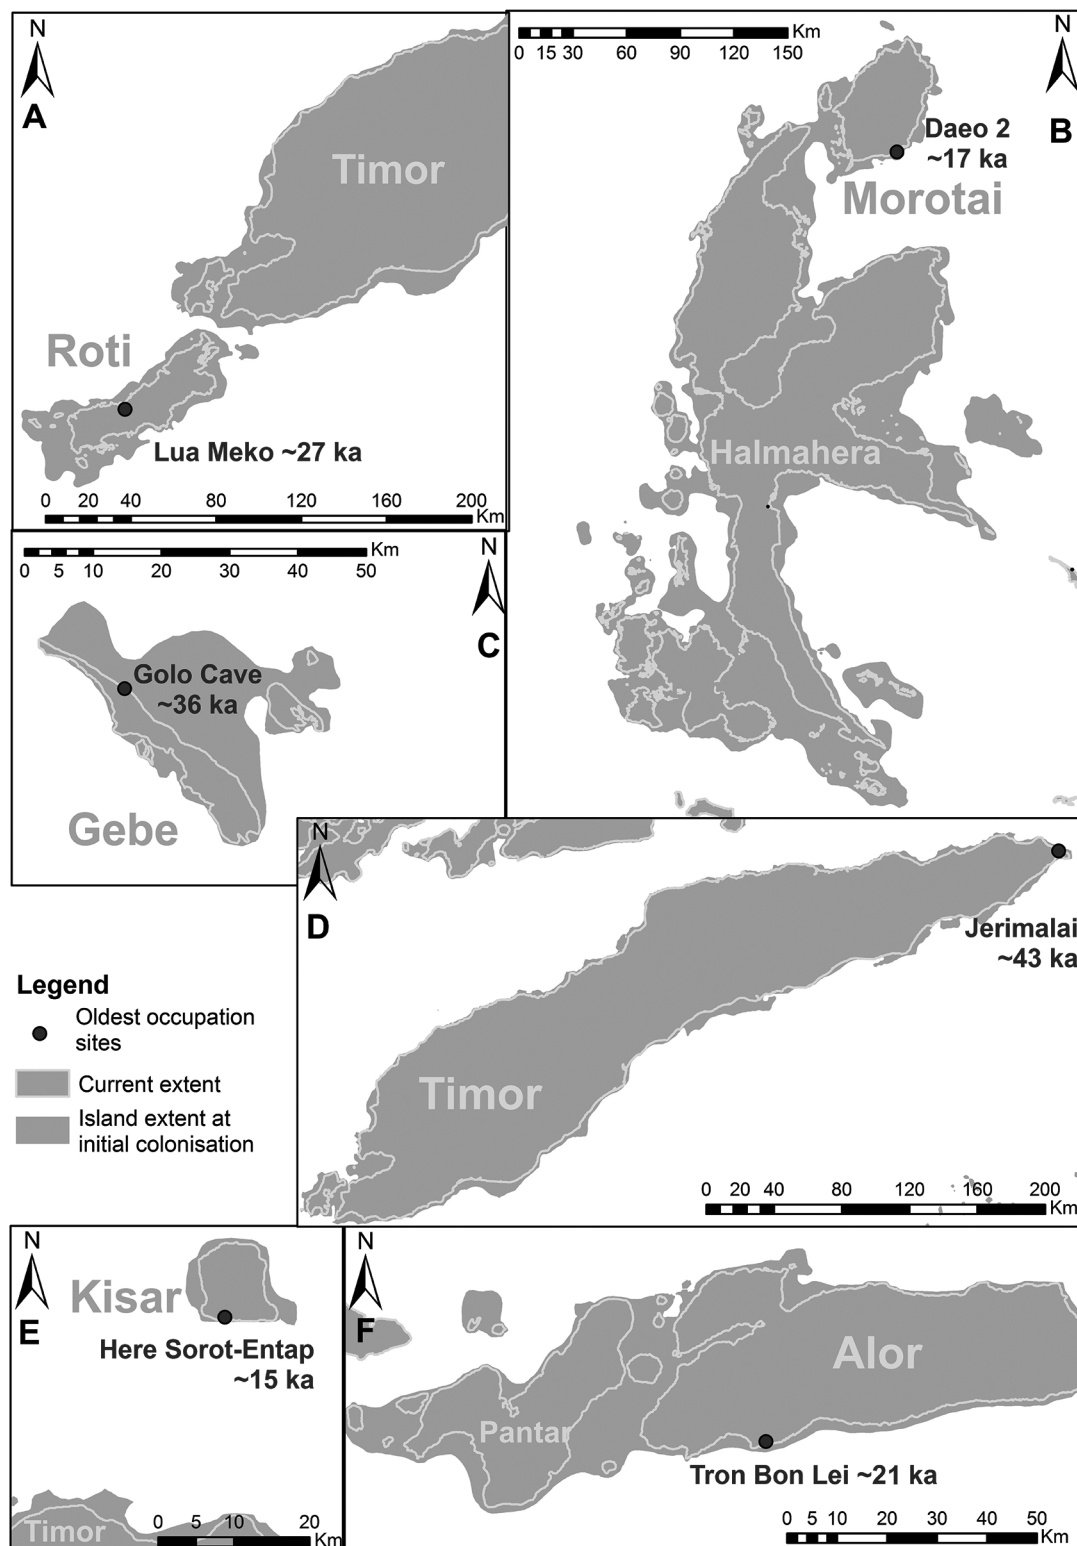 N
A
Timor
Roti
Lua Meko ~27 ka
0 20 40 80 120 160 200
Km
Km
0 15 30 60 90 120 150
N
B
Daeo 2
~17 ka
Morotai
Halmahera
Km
0 5 10 20 30 40 50
N
C
Golo Cave
~36 ka
Gebe
N
D
Jerimalai
~43 ka
Timor
0 20 40 80 120 160 200
Km
Legend
Oldest occupation
sites
Current extent
Island extent at
initial colonisation
N
E
Kisar
Here Sorot-Entap
~15 ka
Timor
0 5 10 20
Km
N
F
Alor
Pantar
Tron Bon Lei ~21 ka
0 5 10 20 30 40 50
Km